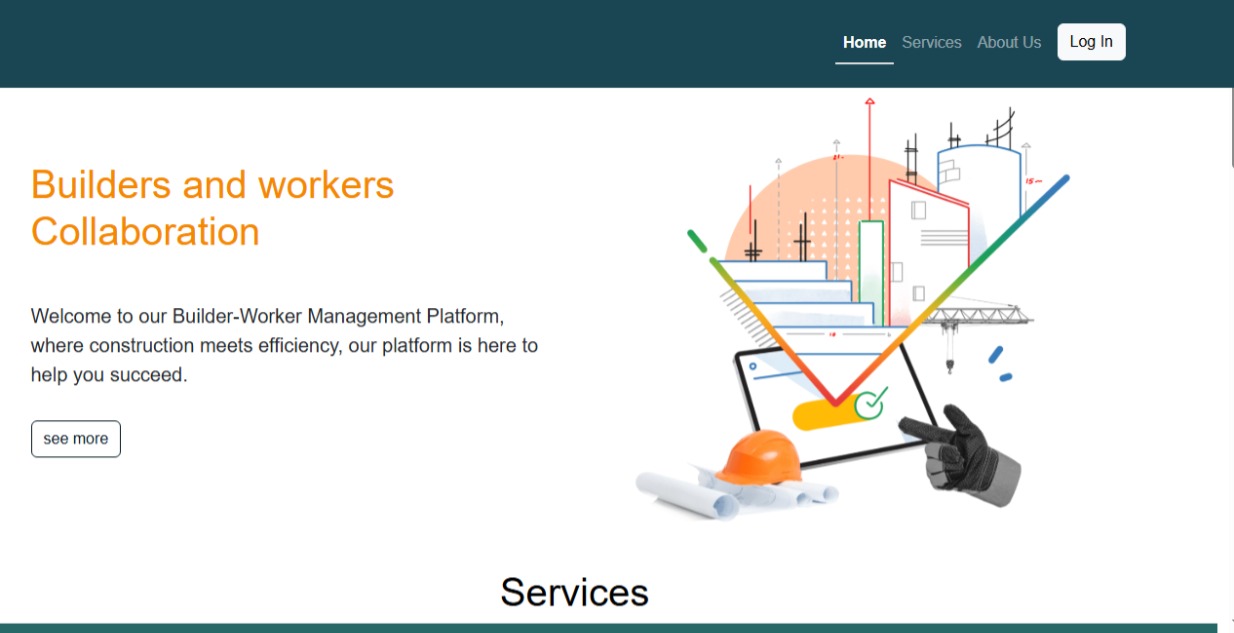 Home Services About Us Log In
Builders and workers
Collaboration
Welcome to our Builder-Worker Management Platform,
where construction meets efficiency, our platform is here to
help you succeed.
see more
Services